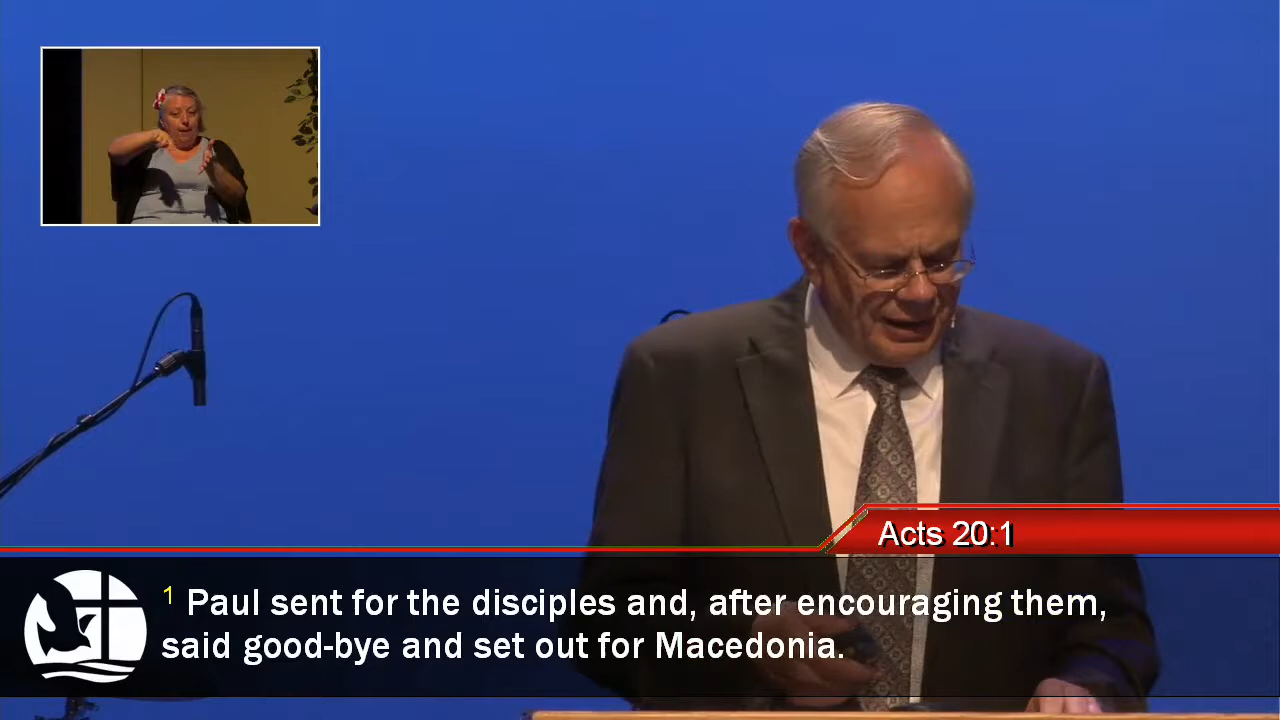 Acts 20:1
1 Paul sent for the disciples and, after encouraging them,
said good-bye and set out for Macedonia.